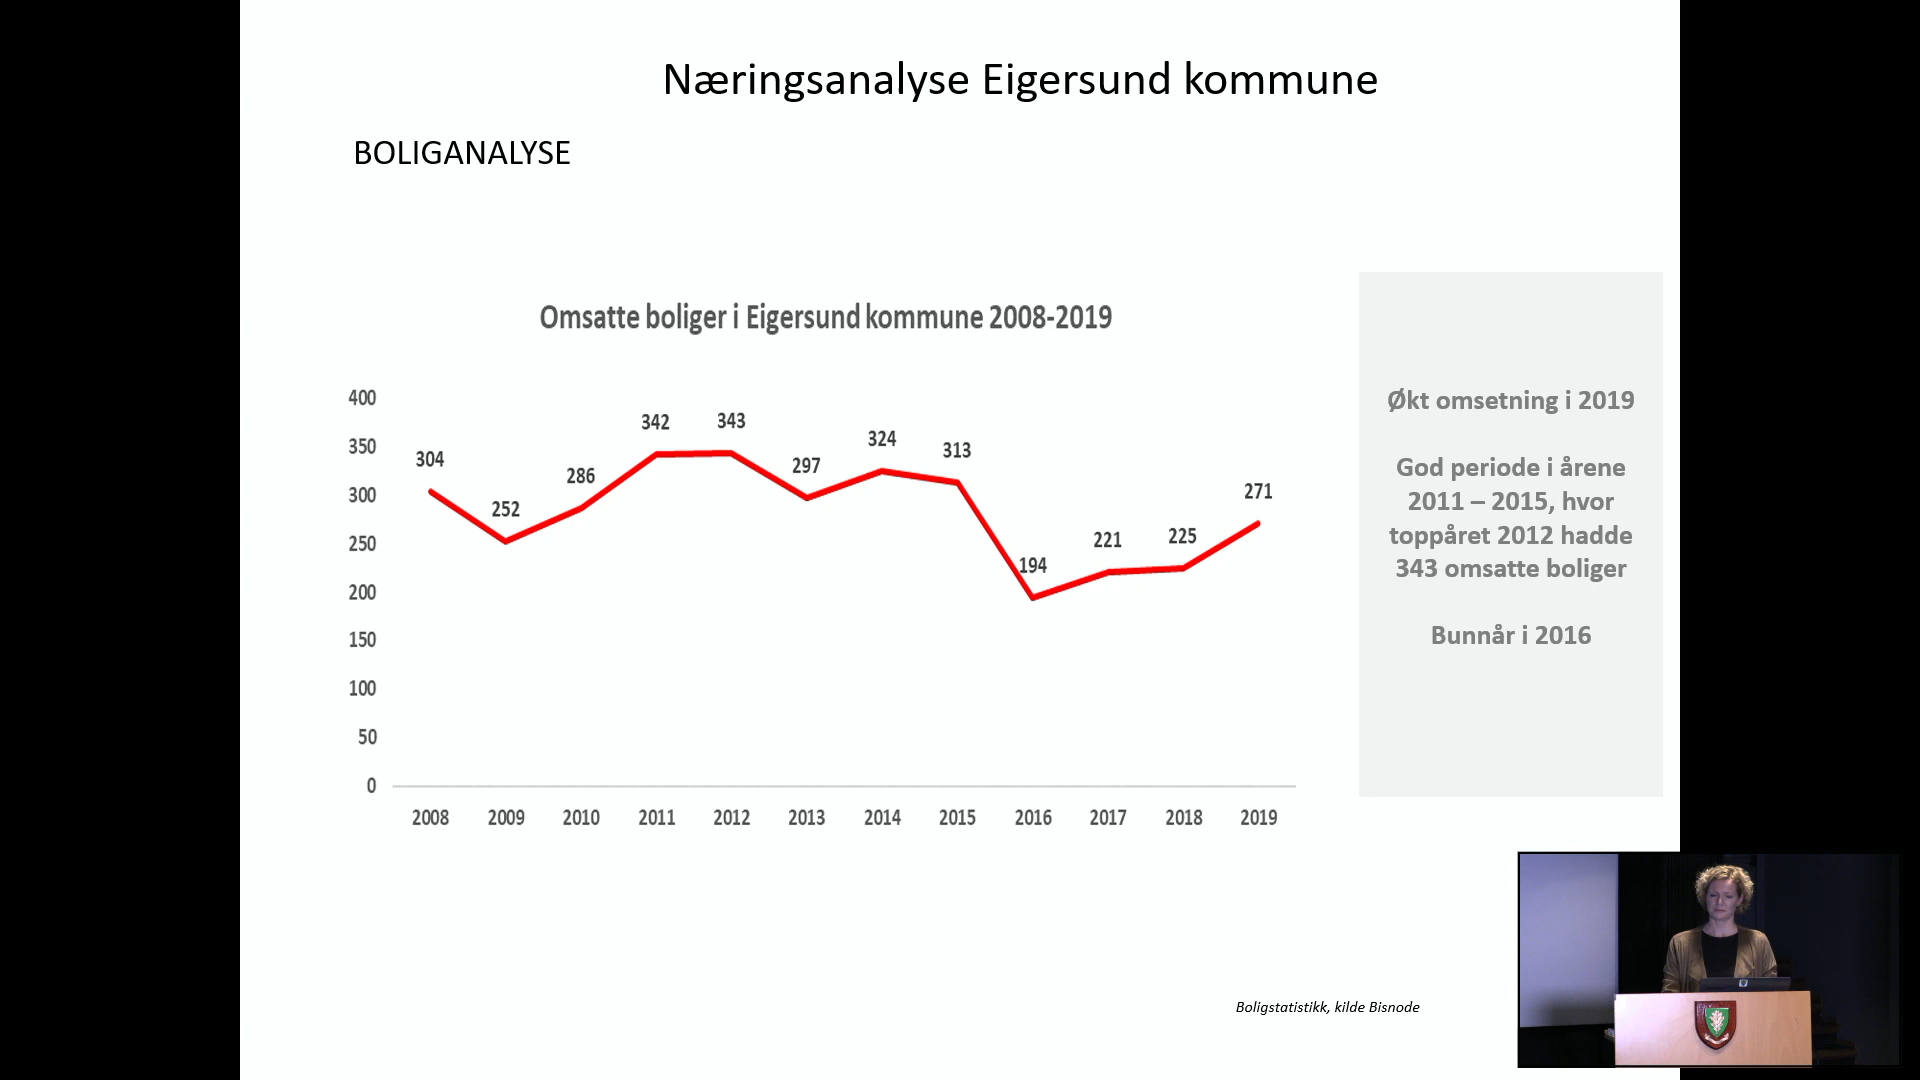 Næringsanalyse Eigersund kommune
BOLIGANALYSE
Omsatte boliger i Eigersund kommune 2008-2019
400
350
300
250
200
150
100
50
0
304
252
286
342
343
297
324
313
194
221
225
271
2008 2009 2010 2011 2012 2013 2014 2015 2016 2017 2018 2019
Økt omsetning i 2019
God periode i årene
2011 – 2015, hvor
toppåret 2012 hadde
343 omsatte boliger
Bunnår i 2016
Boligstatistikk, kilde Bisnode